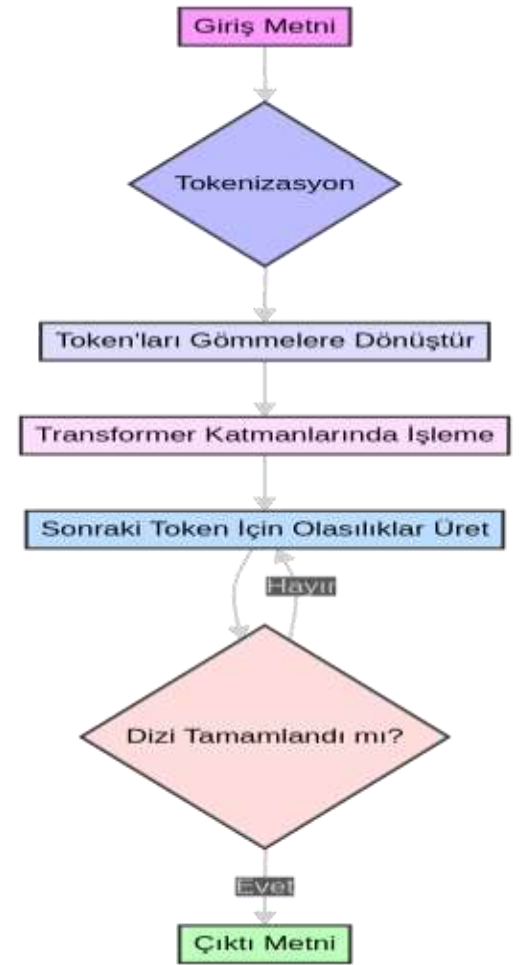 Giriş Metni
Tokenizasyon
Token'ları Gömmelere Dönüştür
Transformer Katmanlarında İşleme
Sonraki Token İçin Olasılıklar Üret
Hayır
Dizi Tamamlandı mı?
Evet
Çıktı Metni